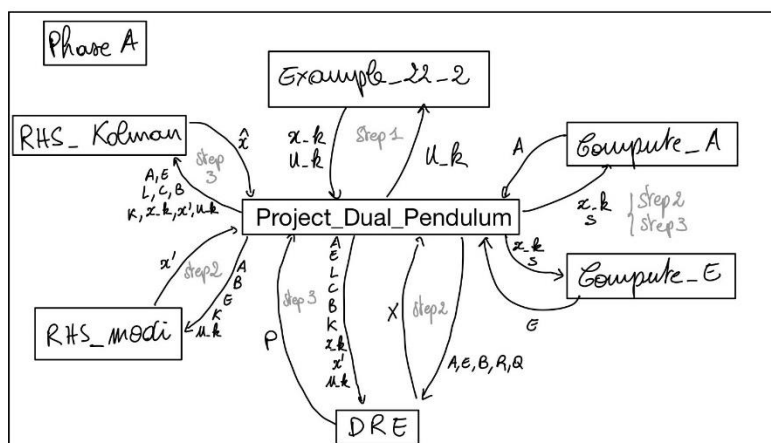 Phase A
Example_22_2
RHS_Kalman
x̂
Step 3
A, E
L, C, B
K, x_k, x', u_k
x_k
U_k
Step 1
U_k
A
Compute_A
x_k
s
Step 2
Step 3
Project_Dual_Pendulum
x_k
s
Compute_E
E
x'
Step2
A
B
E
K
u_k
RHS_modi
P
Step 3
A
E
L
C
B
K
x_k
x'
u_k
X
Step2
A, E, B, R, Q
DRE